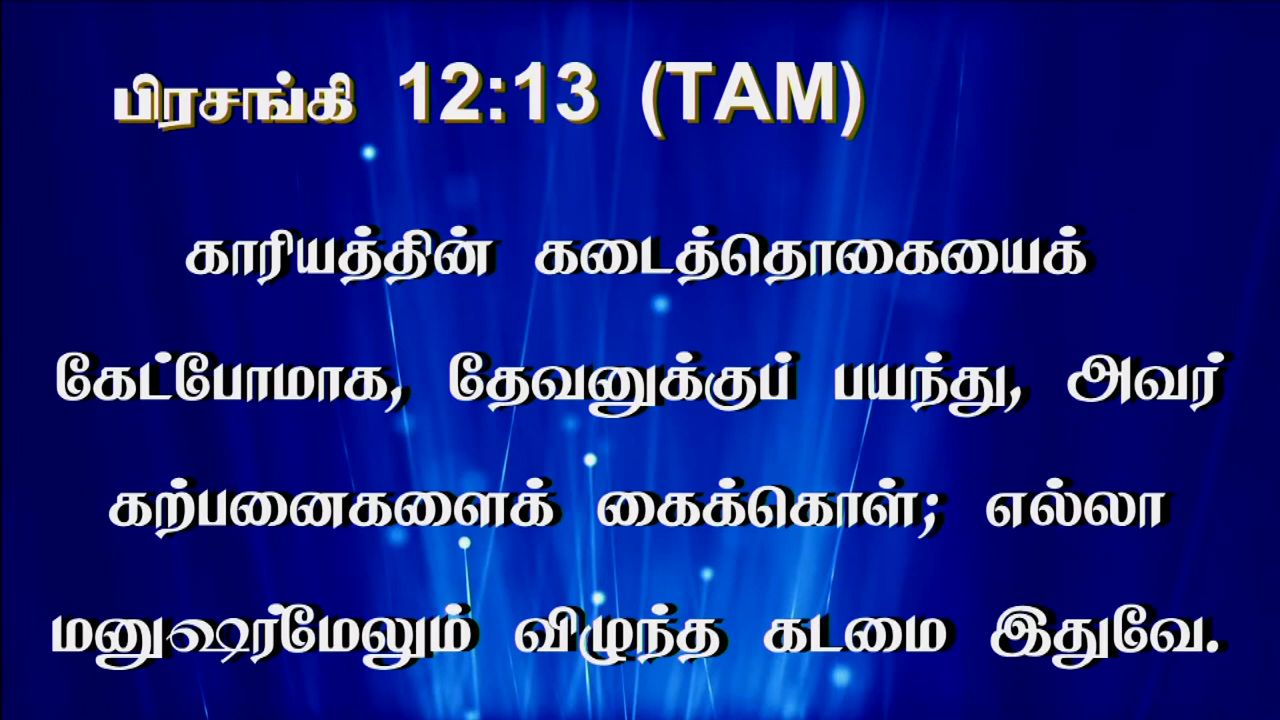 பிரசங்கி 12:13 (TAM)
காரியத்தின் கடைத்தொகையைக்
கேட்போமாக, தேவனுக்குப் பயந்து, அவர்
கற்பனைகளைக் கைக்கொள்; எல்லா
மனுஷர்மேலும் விழுந்த கடமை இதுவே.